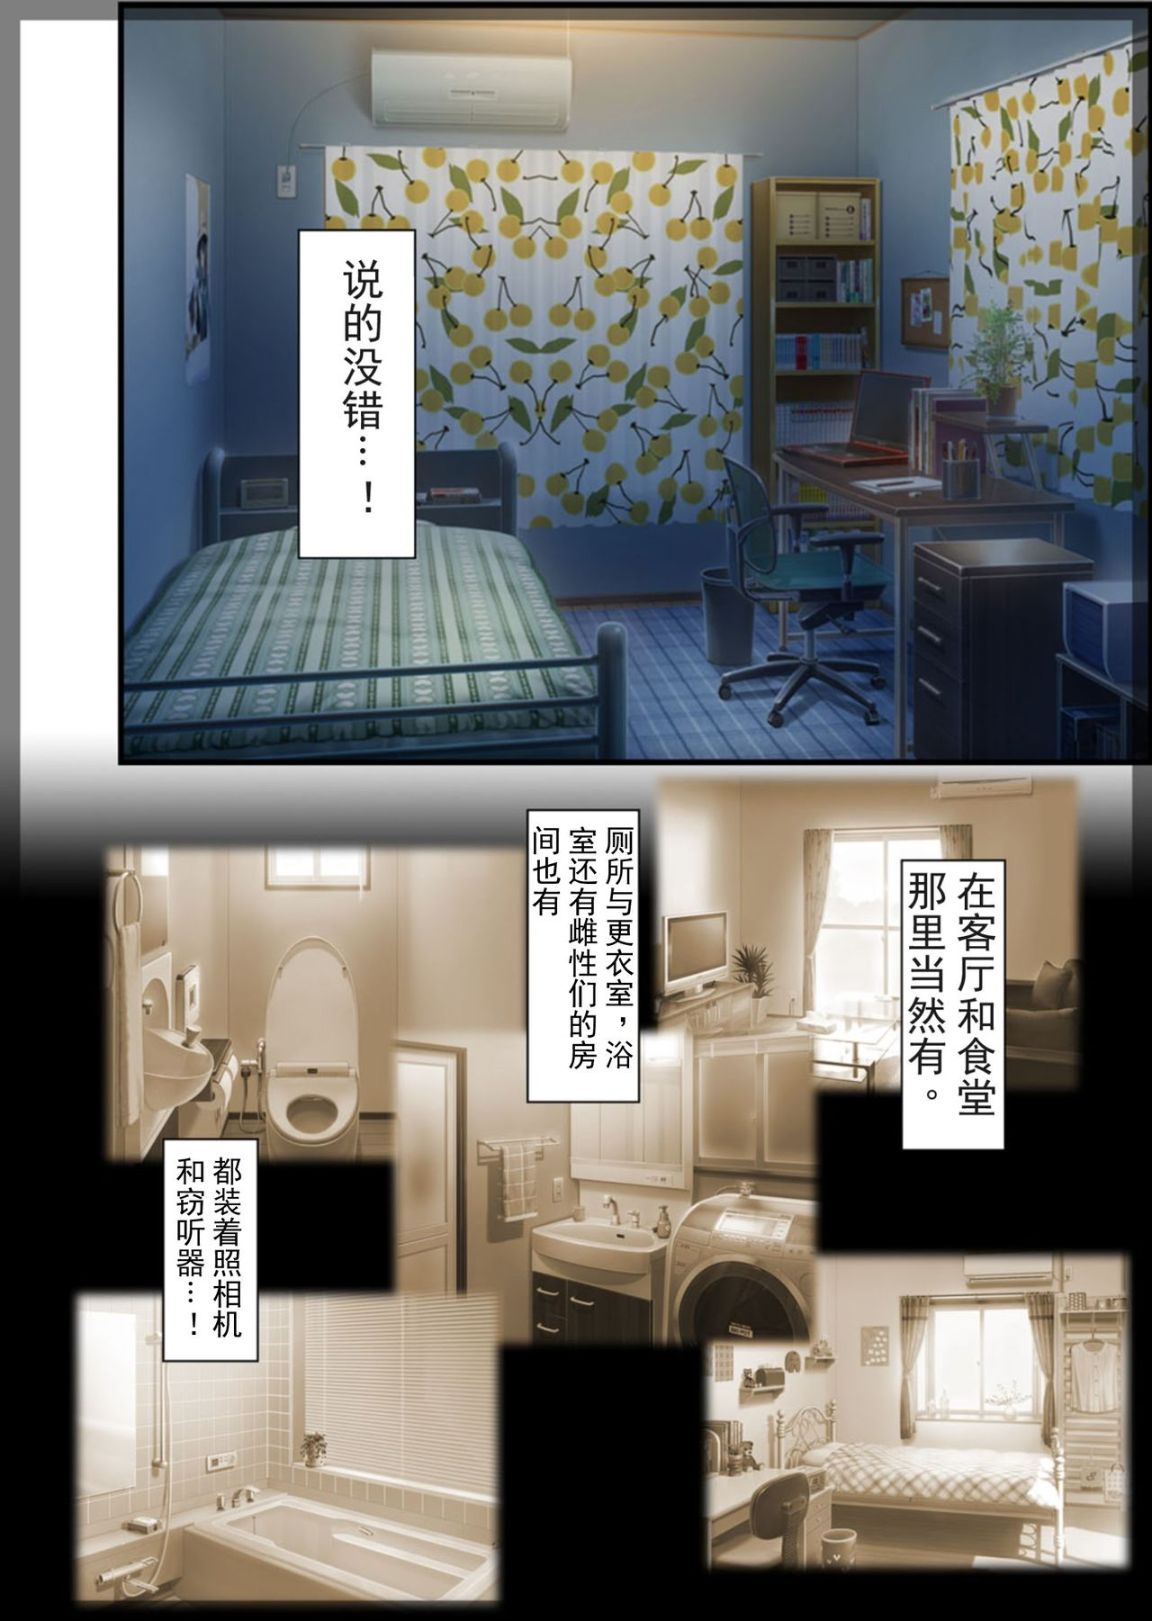 说的没错…！
在客厅和食堂
那里当然有。
厕所与更衣室，浴
室还有雌性们的房
间也有
都装着照相机
和窃听器…！